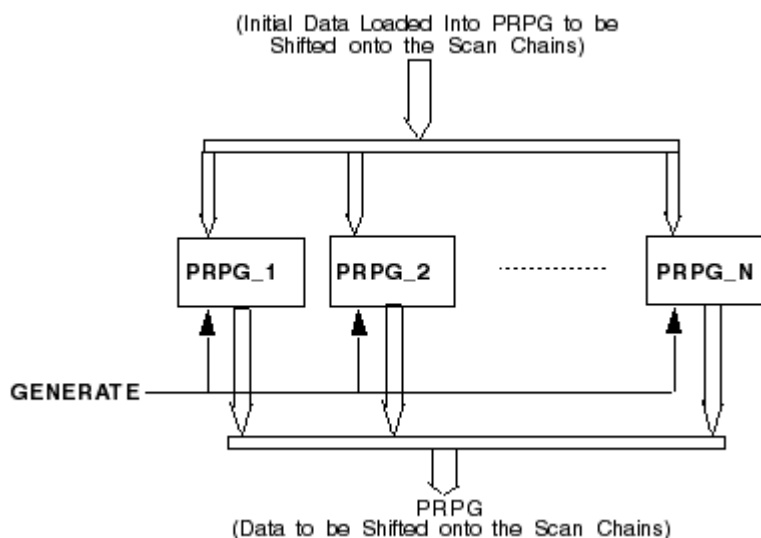 (Initial Data Loaded Into PRPG to be
Shifted onto the Scan Chains)
PRPG_1
PRPG_2
PRPG_N
GENERATE
PRPG
(Data to be Shifted onto the Scan Chains)